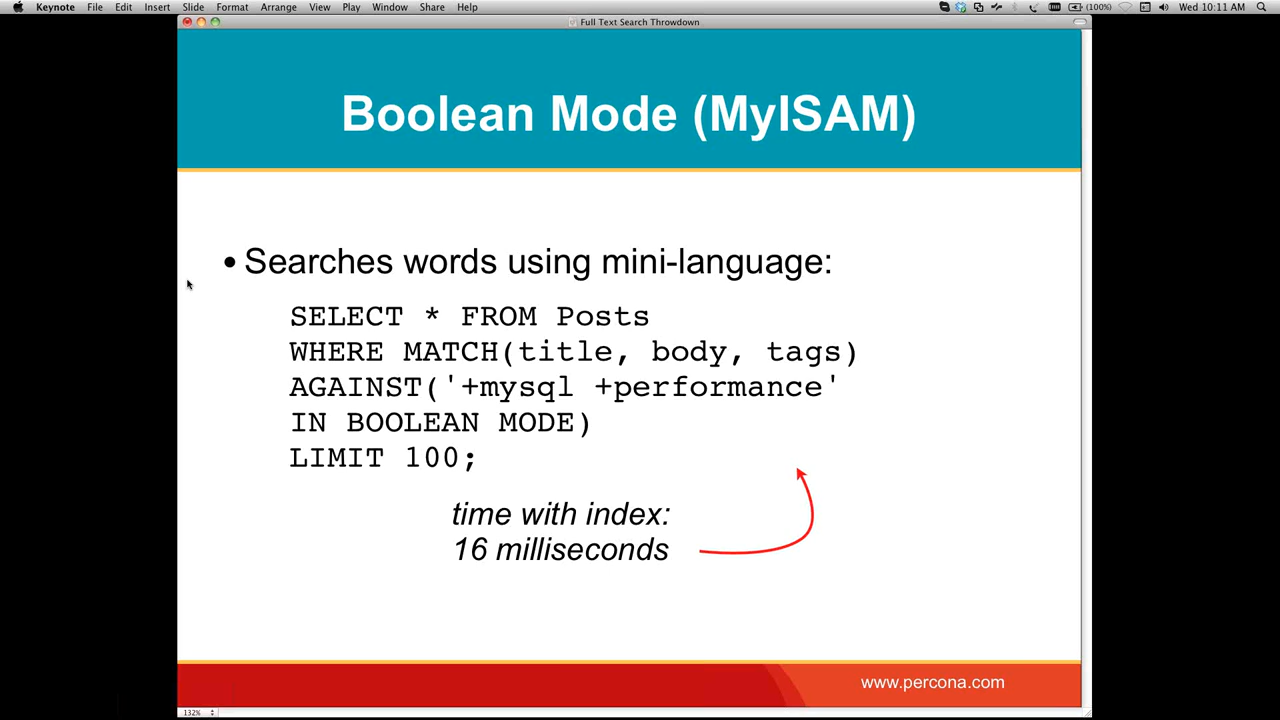 Keynote File Edit Insert Slide Format Arrange View Play Window Share Help (100%) Wed 10:11 AM
Full Text Search Throwdown
Boolean Mode (MyISAM)
• Searches words using mini-language:
SELECT * FROM Posts
WHERE MATCH(title, body, tags)
AGAINST('+mysql +performance'
IN BOOLEAN MODE)
LIMIT 100;
time with index:
16 milliseconds
www.percona.com
132%